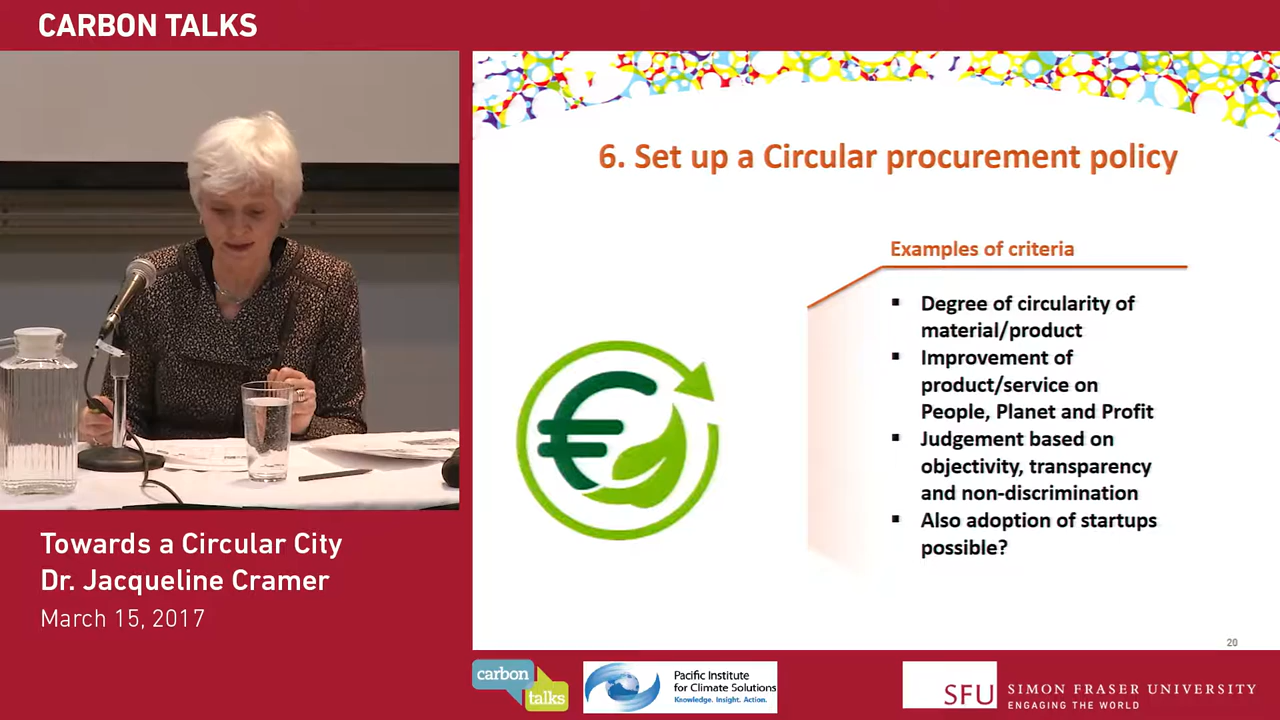 CARBON TALKS
6. Set up a Circular procurement policy
Examples of criteria
▪ Degree of circularity of
material/product
▪ Improvement of
product/service on
People, Planet and Profit
▪ Judgement based on
objectivity, transparency
and non-discrimination
▪ Also adoption of startups
possible?
€
20
Towards a Circular City
Dr. Jacqueline Cramer
March 15, 2017
carbon
talks
Pacific Institute
for Climate Solutions
Knowledge. Insight. Action.
SFU
SIMON FRASER UNIVERSITY
ENGAGING THE WORLD